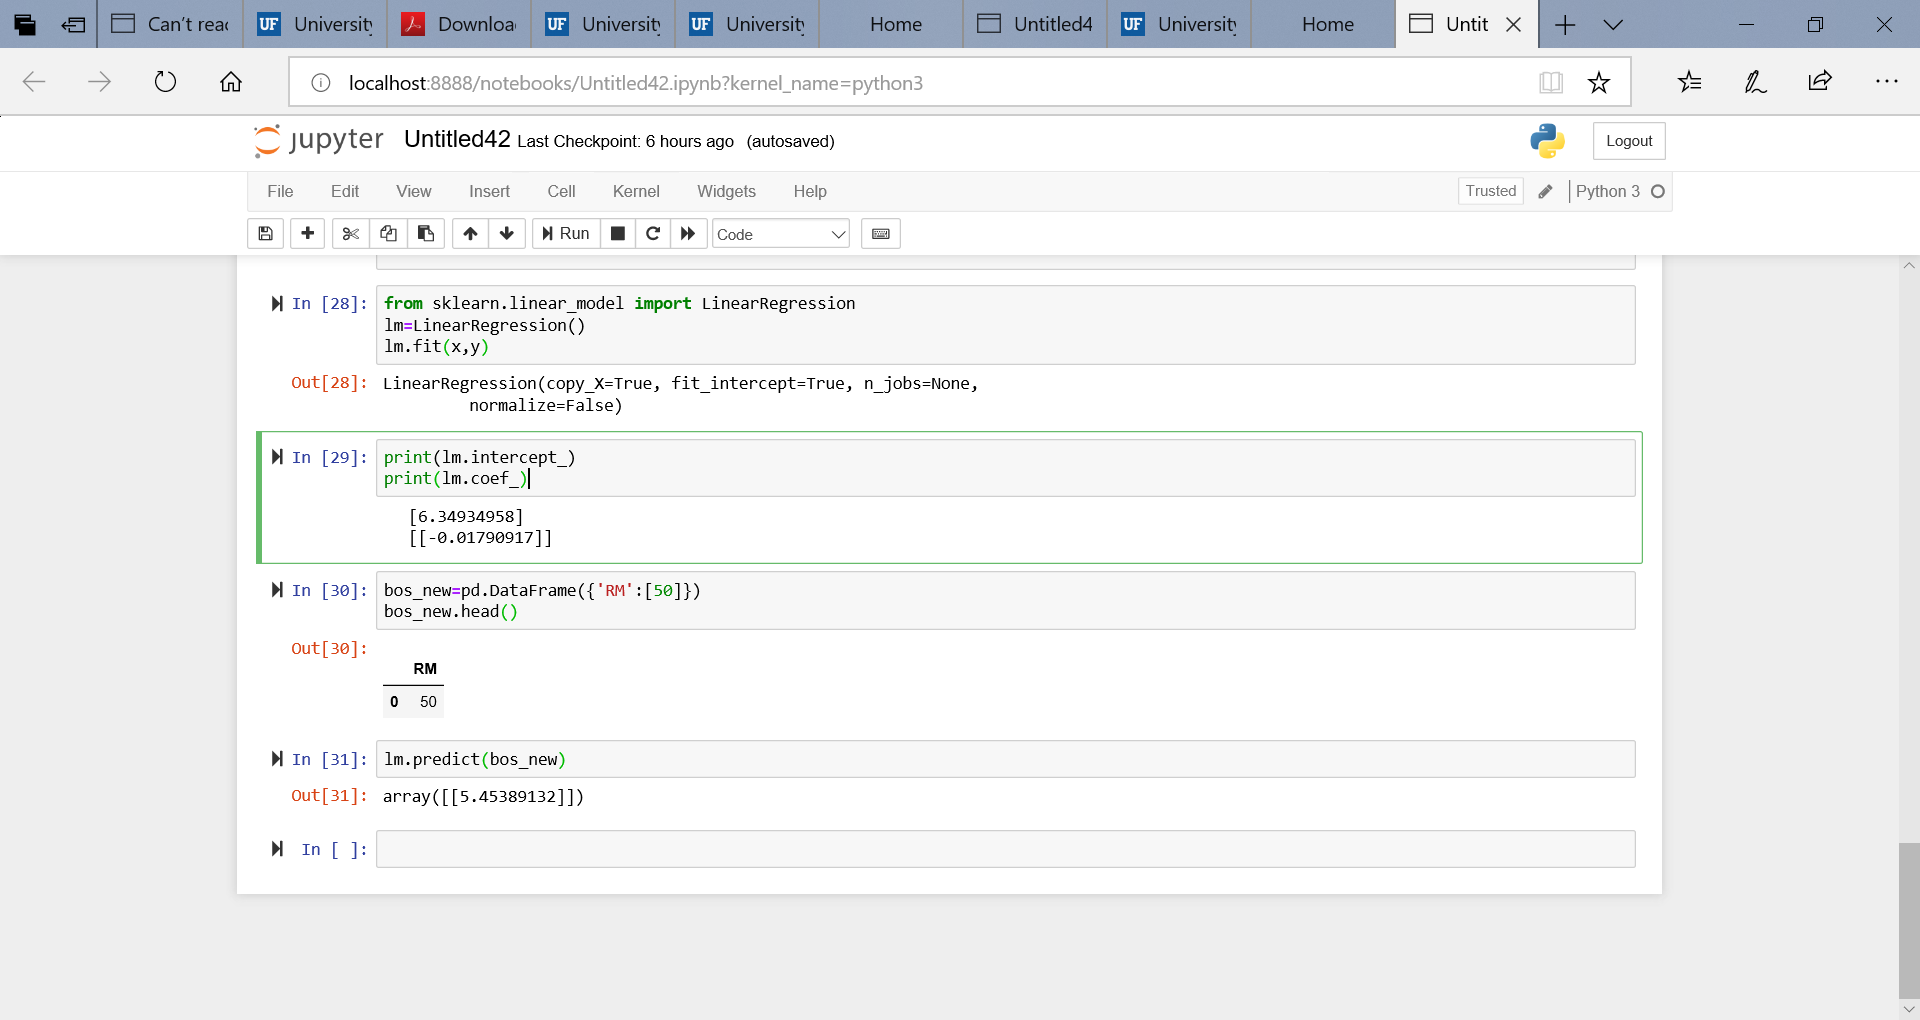 Can't rea
University
Downloa
University
University
Home
Untitled4
University
Home
Untit
localhost:8888/notebooks/Untitled42.ipynb?kernel_name=python3
jupyter Untitled42 Last Checkpoint: 6 hours ago (autosaved) Logout
File Edit View Insert Cell Kernel Widgets Help Trusted Python 3
Run Code
In [28]: from sklearn.linear_model import LinearRegression
lm=LinearRegression()
lm.fit(x,y)
Out[28]: LinearRegression(copy_X=True, fit_intercept=True, n_jobs=None,
normalize=False)
In [29]: print(lm.intercept_)
print(lm.coef_)
[6.34934958]
[[-0.01790917]]
In [30]: bos_new=pd.DataFrame({'RM':[50]})
bos_new.head()
Out[30]:
RM
0 50
In [31]: lm.predict(bos_new)
Out[31]: array([[5.45389132]])
In [ ]: